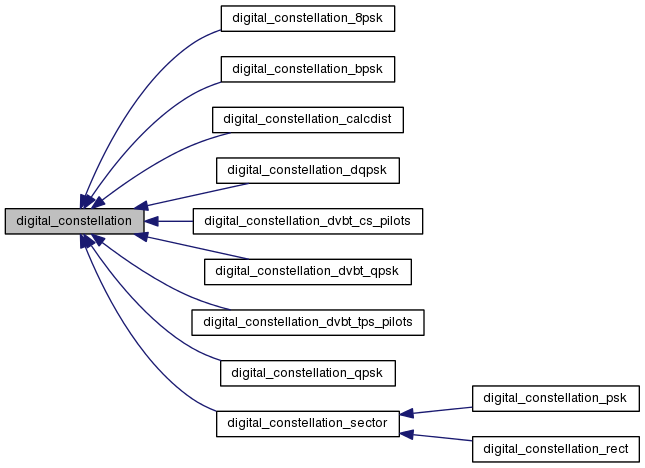 digital_constellation_8psk
digital_constellation_bpsk
digital_constellation_calcdist
digital_constellation_dqpsk
digital_constellation
digital_constellation_dvbt_cs_pilots
digital_constellation_dvbt_qpsk
digital_constellation_dvbt_tps_pilots
digital_constellation_qpsk
digital_constellation_sector
digital_constellation_psk
digital_constellation_rect